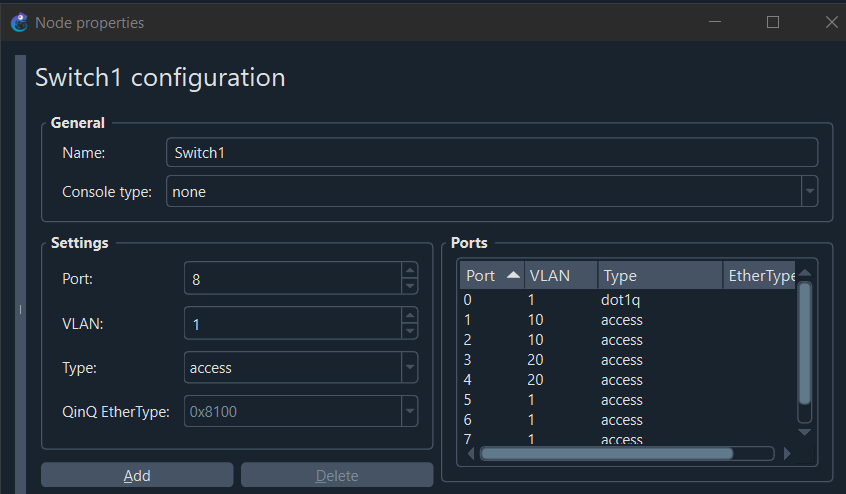 Node properties
Switch1 configuration
General
Name: Switch1
Console type: none
Settings
Port: 8
VLAN: 1
Type: access
QinQ EtherType: 0x8100
Add Delete
Ports
Port VLAN Type EtherType
0 1 dot1q
1 10 access
2 10 access
3 20 access
4 20 access
5 1 access
6 1 access
7 1 access